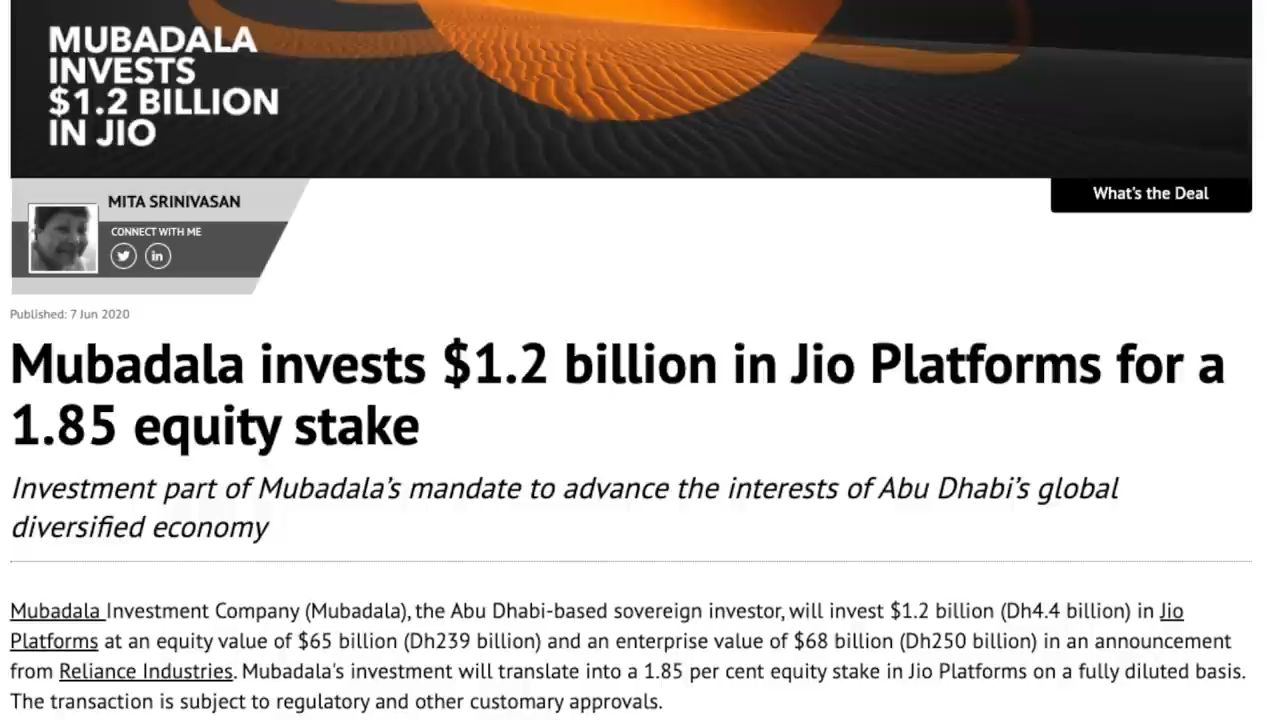 MUBADALA
INVESTS
$1.2 BILLION
IN JIO
MITA SRINIVASAN
CONNECT WITH ME
in
What's the Deal
Published: 7 Jun 2020
Mubadala invests $1.2 billion in Jio Platforms for a
1.85 equity stake
Investment part of Mubadala's mandate to advance the interests of Abu Dhabi's global
diversified economy
Mubadala Investment Company (Mubadala), the Abu Dhabi-based sovereign investor, will invest $1.2 billion (Dh4.4 billion) in Jio
Platforms at an equity value of $65 billion (Dh239 billion) and an enterprise value of $68 billion (Dh250 billion) in an announcement
from Reliance Industries. Mubadala's investment will translate into a 1.85 per cent equity stake in Jio Platforms on a fully diluted basis.
The transaction is subject to regulatory and other customary approvals.